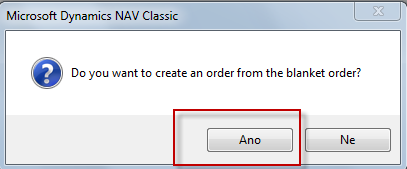 Microsoft Dynamics NAV Classic
Do you want to create an order from the blanket order?
Ano
Ne